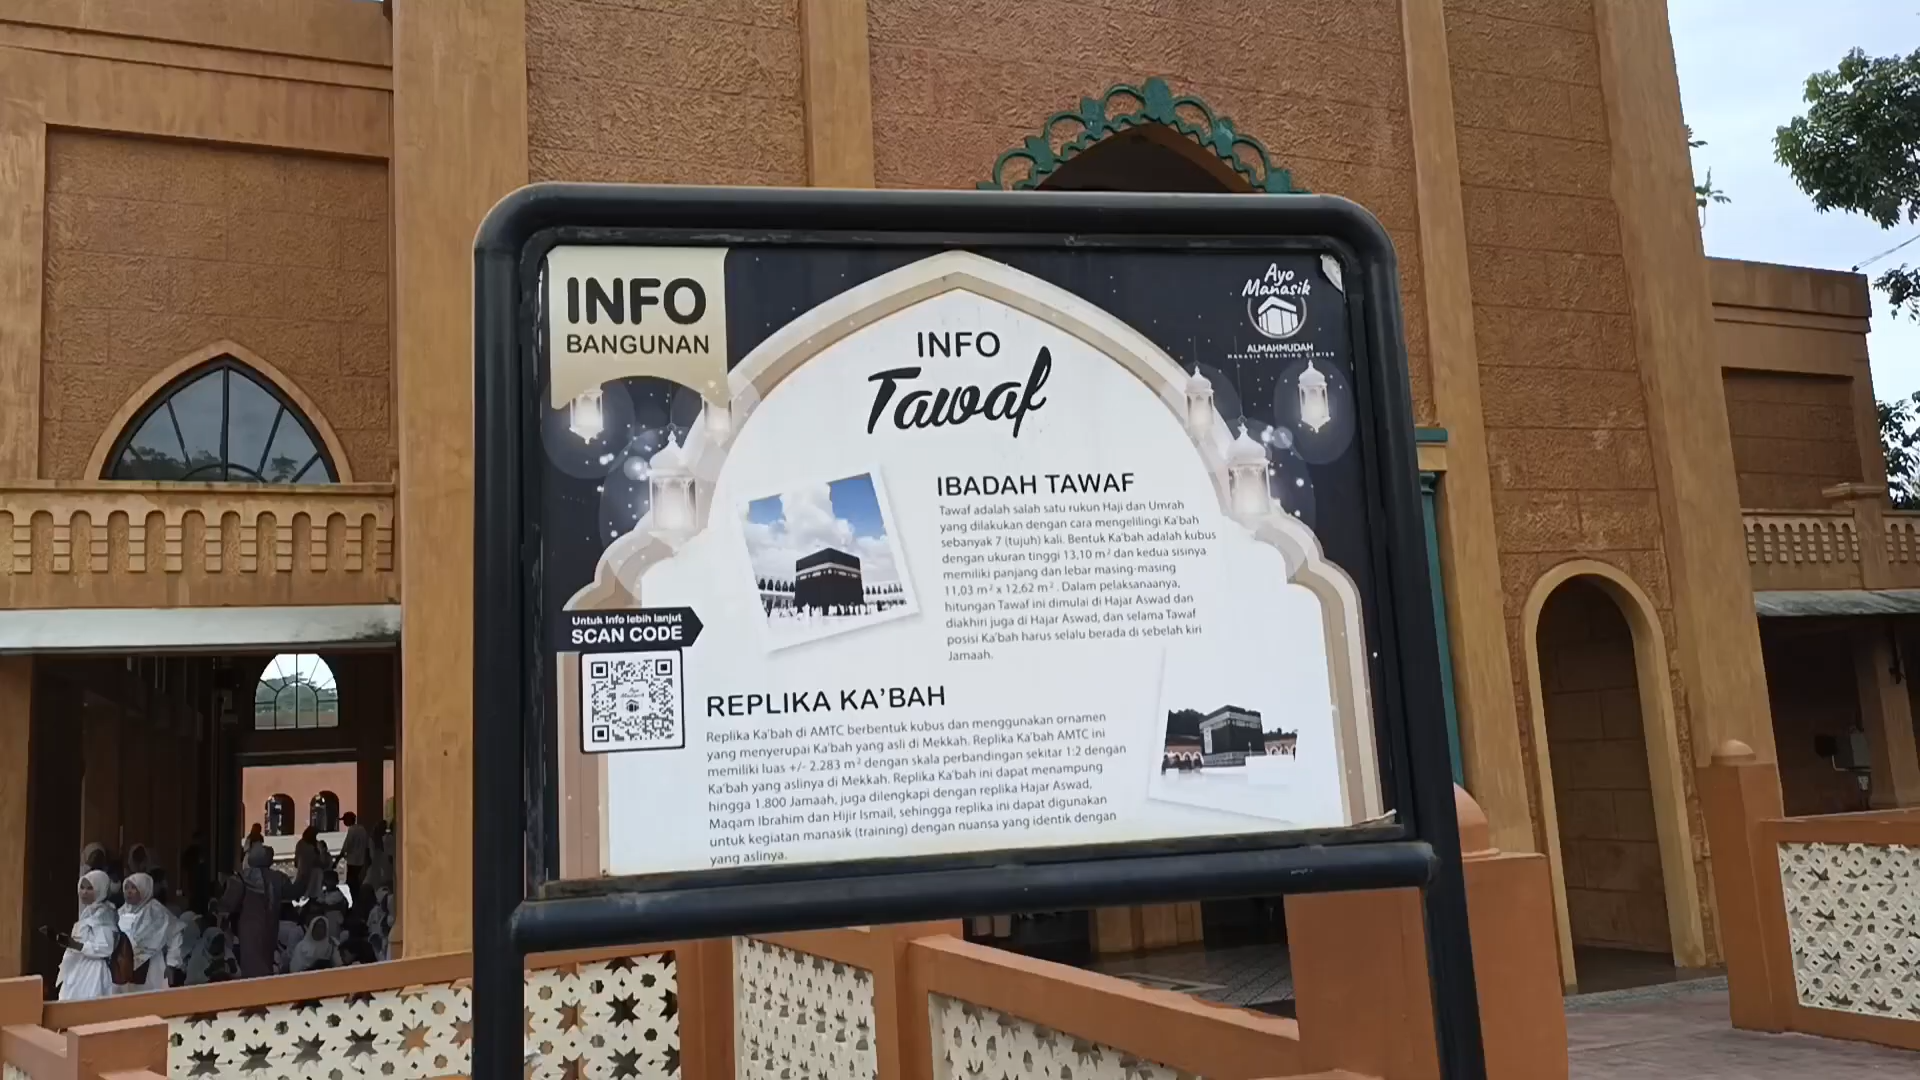 INFO
BANGUNAN
Ayo
Manasik
ALMAHMUDAH
MANASIK TRAINING CENTER
INFO
Tawaf
IBADAH TAWAF
Tawaf adalah salah satu rukun Haji dan Umrah
yang dilakukan dengan cara mengelilingi Ka'bah
sebanyak 7 (tujuh) kali. Bentuk Ka'bah adalah kubus
dengan ukuran tinggi 13,10 m² dan kedua sisinya
memiliki panjang dan lebar masing-masing
11,03 m² x 12,62 m². Dalam pelaksanaanya,
hitungan Tawaf ini dimulai di Hajar Aswad dan
diakhiri juga di Hajar Aswad, dan selama Tawaf
posisi Ka'bah harus selalu berada di sebelah kiri
Jamaah.
Untuk Info lebih lanjut
SCAN CODE
Ayo
Manasik
REPLIKA KA'BAH
Replika Ka'bah di AMTC berbentuk kubus dan menggunakan ornamen
yang menyerupai Ka'bah yang asli di Mekkah. Replika Ka'bah AMTC ini
memiliki luas +/- 2.283 m² dengan skala perbandingan sekitar 1:2 dengan
Ka'bah yang aslinya di Mekkah. Replika Ka'bah ini dapat menampung
hingga 1.800 Jamaah, juga dilengkapi dengan replika Hajar Aswad,
Maqam Ibrahim dan Hijir Ismail, sehingga replika ini dapat digunakan
untuk kegiatan manasik (training) dengan nuansa yang identik dengan
yang aslinya.